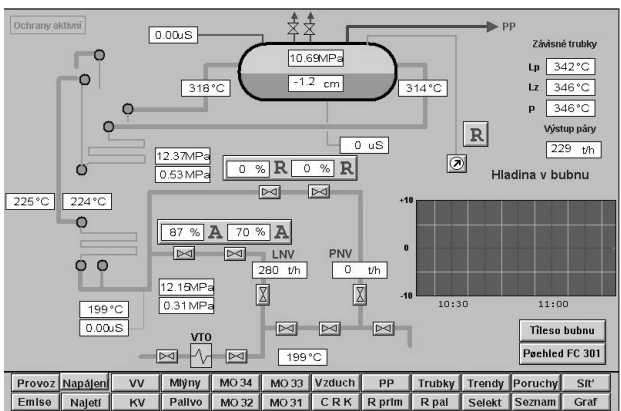 Ochrany
aktivní
0.00uS
PP
Závisné trubky
10.69MPa
-1.2 cm
318°C
314°C
Lp 342°C
Lz 346°C
P 346°C
Výstup páry
229 t/h
0 uS
R
12.37MPa
0.53MPa
0 % R 0 % R
Hladina v bubnu
225°C
224°C
+10
0
-10
10:30
11:00
87 % A 70 % A
LNV
PNV
280 t/h
0 t/h
12.15MPa
0.31MPa
199°C
0.00uS
VTO
199°C
Tìleso bubnu
Pøehled FC 301
Provoz Napájení VV Mlýny MO 34 MO 33 Vzduch PP Trubky Trendy Poruchy Síť
Emise Najetí KV Palivo MO 32 MO 31 C R K R prim R pal Selekt Seznam Graf